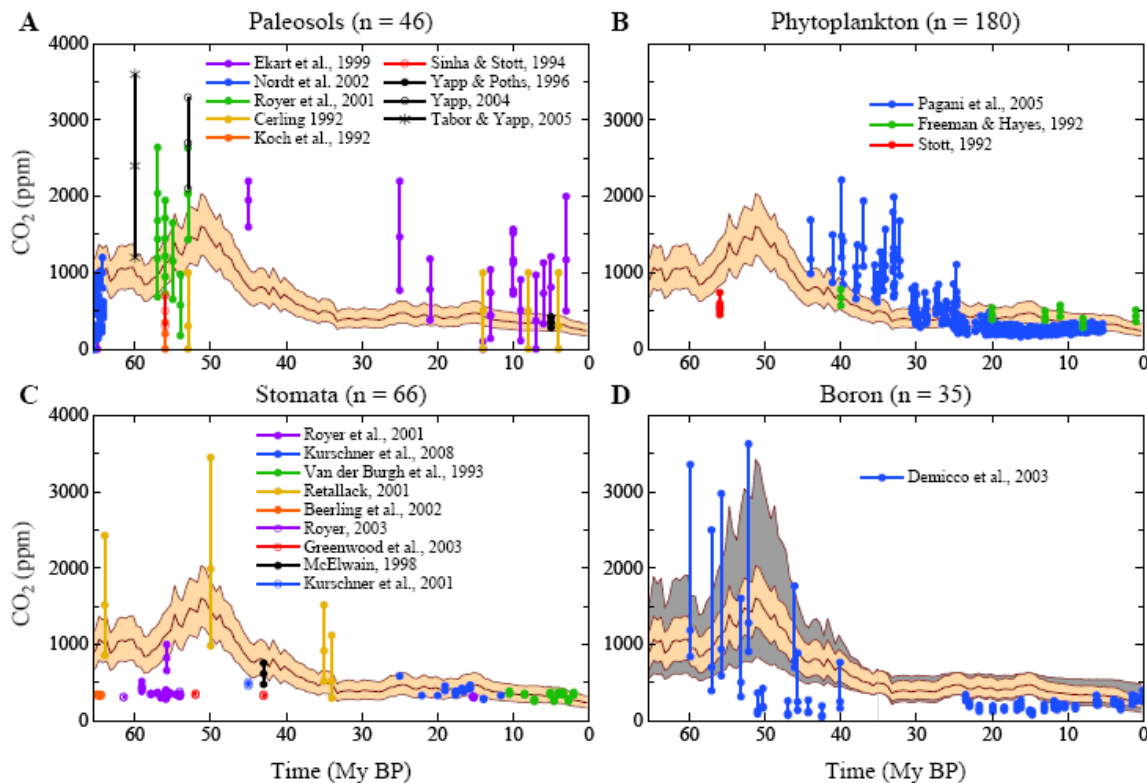 A Paleosols (n = 46)
4000
3000
2000
1000
0
CO2 (ppm)
Ekart et al., 1999
Nordt et al. 2002
Royer et al., 2001
Cerling 1992
Koch et al., 1992
Sinha & Stott, 1994
Yapp & Poths, 1996
Yapp, 2004
Tabor & Yapp, 2005
60 50 40 30 20 10 0
B Phytoplankton (n = 180)
Pagani et al., 2005
Freeman & Hayes, 1992
Stott, 1992
60 50 40 30 20 10 0
C Stomata (n = 66)
4000
3000
2000
1000
0
CO2 (ppm)
Royer et al., 2001
Kurschner et al., 2008
Van der Burgh et al., 1993
Retallack, 2001
Beerling et al., 2002
Royer, 2003
Greenwood et al., 2003
McElwain, 1998
Kurschner et al., 2001
60 50 40 30 20 10 0
Time (My BP)
D Boron (n = 35)
4000
3000
2000
1000
0
Demicco et al., 2003
60 50 40 30 20 10 0
Time (My BP)